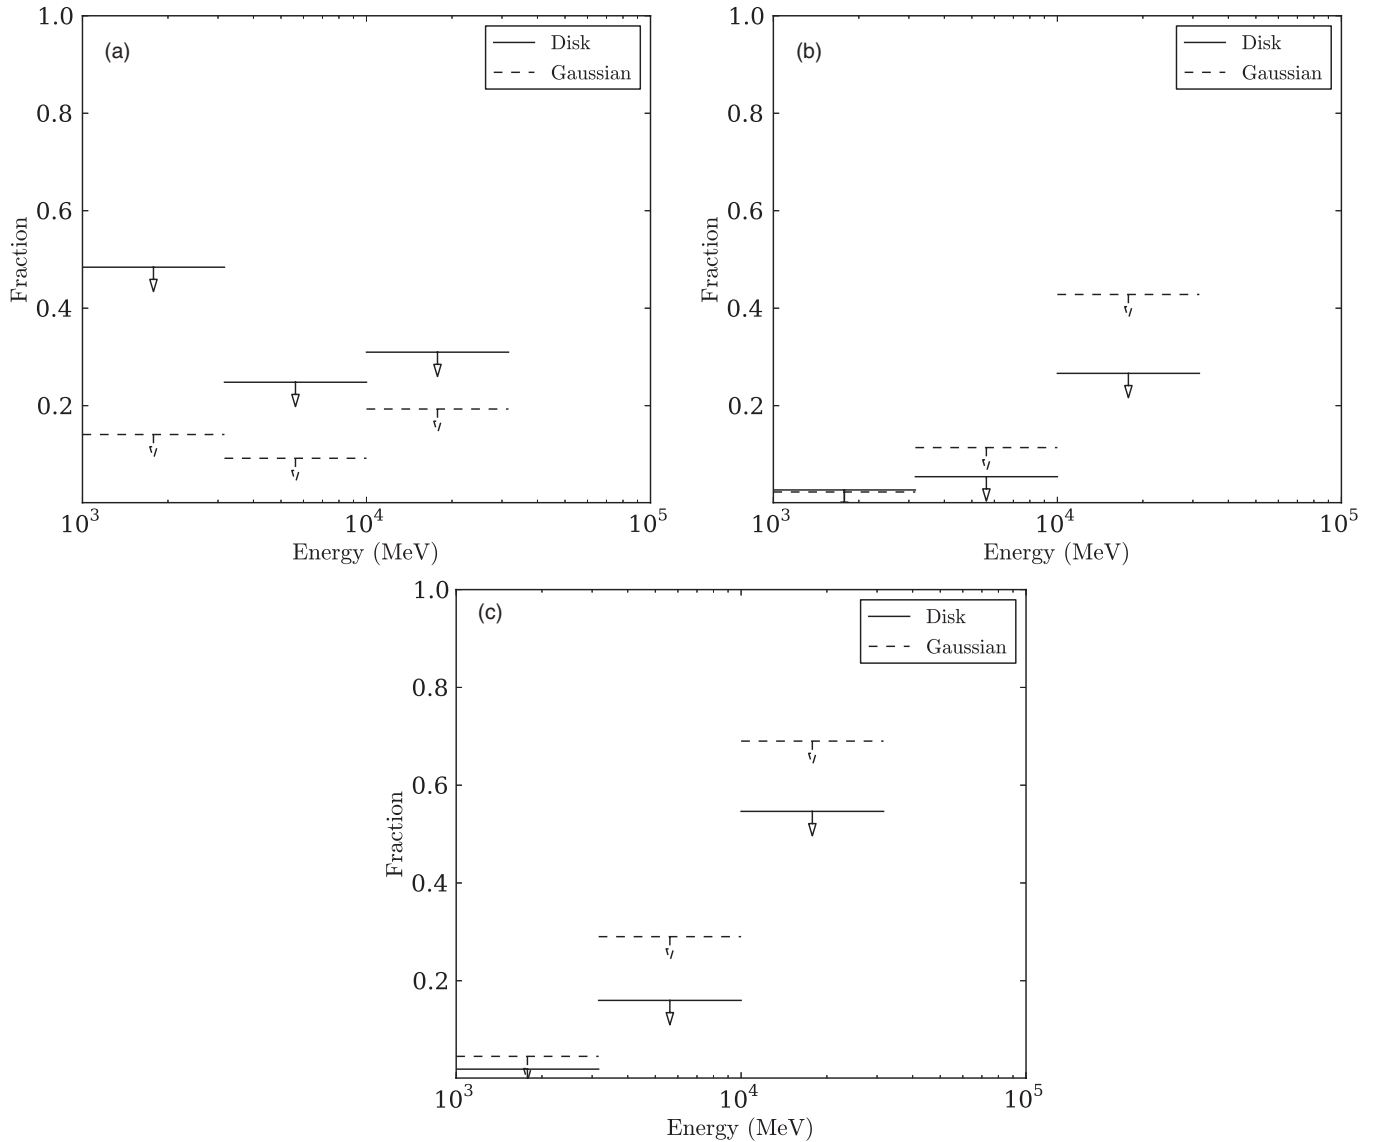 (a)
Disk
Gaussian
1.0
0.8
0.6
0.4
0.2
Fraction
10³ 10⁴ 10⁵
Energy (MeV)
(b)
Disk
Gaussian
1.0
0.8
0.6
0.4
0.2
Fraction
10³ 10⁴ 10⁵
Energy (MeV)
(c)
Disk
Gaussian
1.0
0.8
0.6
0.4
0.2
Fraction
10³ 10⁴ 10⁵
Energy (MeV)